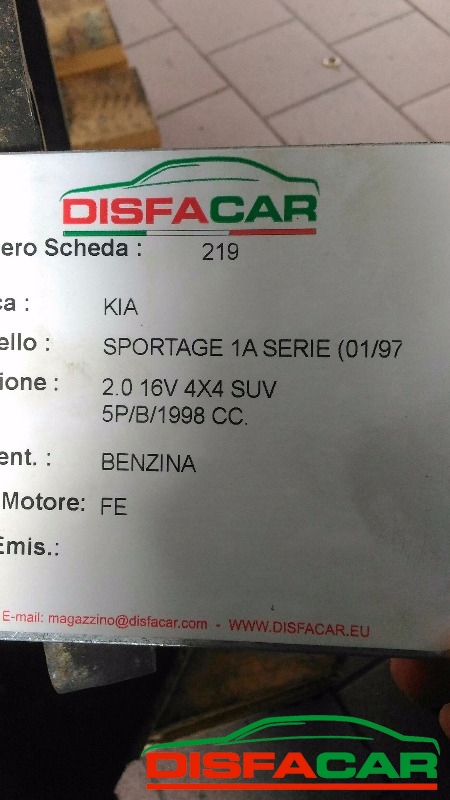 DISFACAR
ero Scheda : 219
ca : KIA
ello : SPORTAGE 1A SERIE (01/97
ione : 2.0 16V 4X4 SUV
5P/B/1998 CC.
ent. : BENZINA
Motore: FE
Emis.:
E-mail: magazzino@disfacar.com - WWW.DISFACAR.EU
DISFACAR